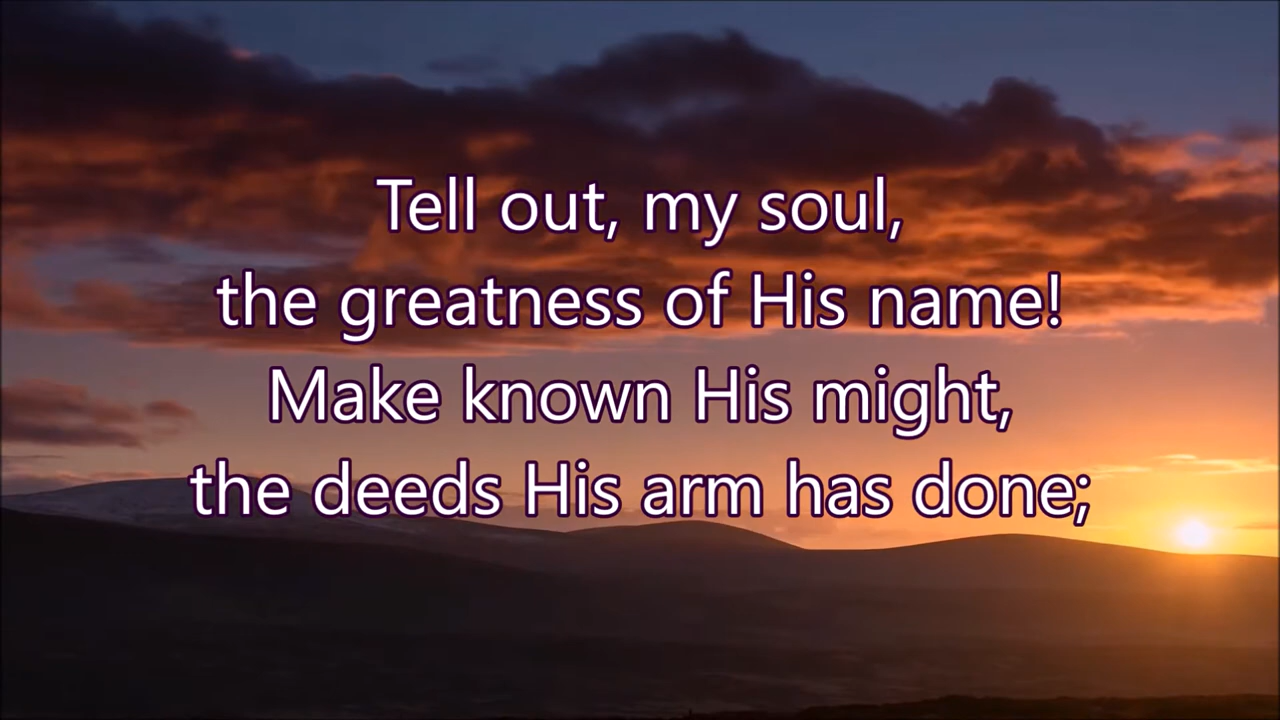 Tell out, my soul,
the greatness of His name!
Make known His might,
the deeds His arm has done;